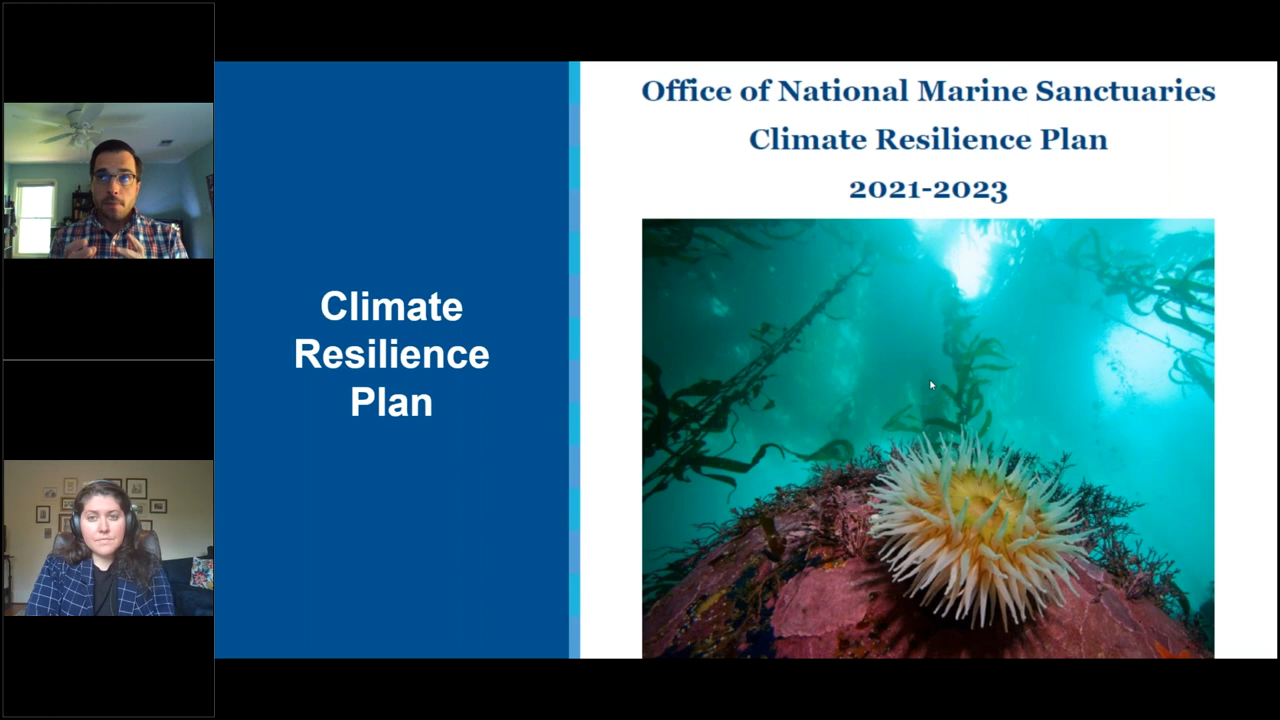 Climate
Resilience
Plan
Office of National Marine Sanctuaries
Climate Resilience Plan
2021-2023